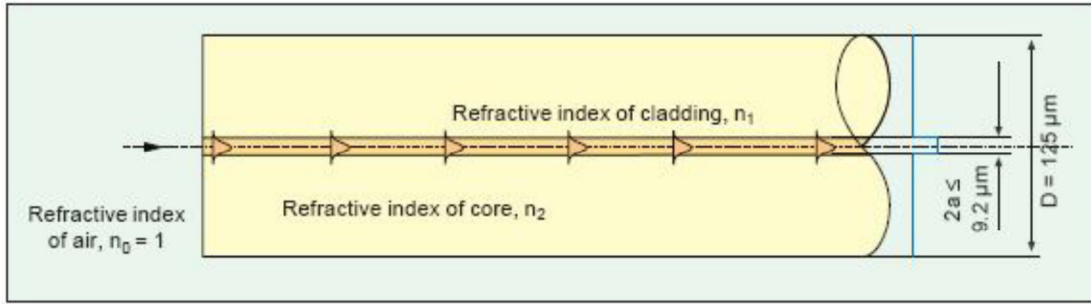 Refractive index of cladding, n₁
Refractive index of core, n₂
Refractive index
of air, n₀ = 1
2a ≤
9.2 µm
D = 125 µm